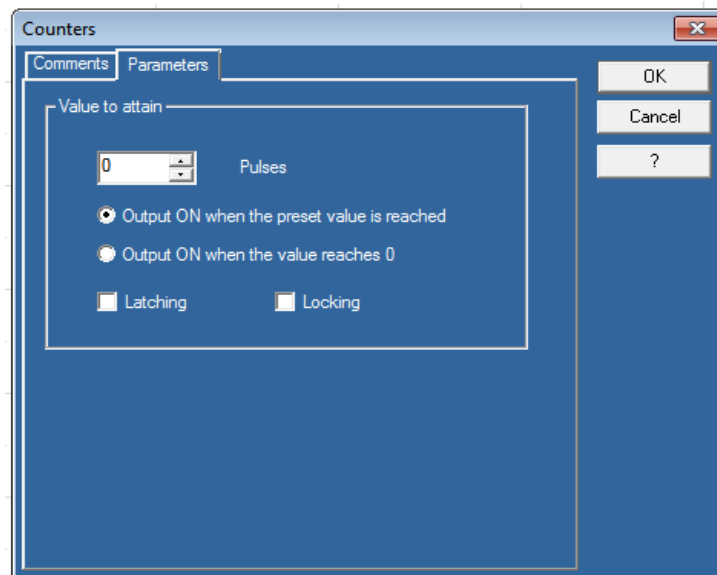 Counters
Comments Parameters
OK
Cancel
?
Value to attain
0 Pulses
Output ON when the preset value is reached
Output ON when the value reaches 0
Latching Locking